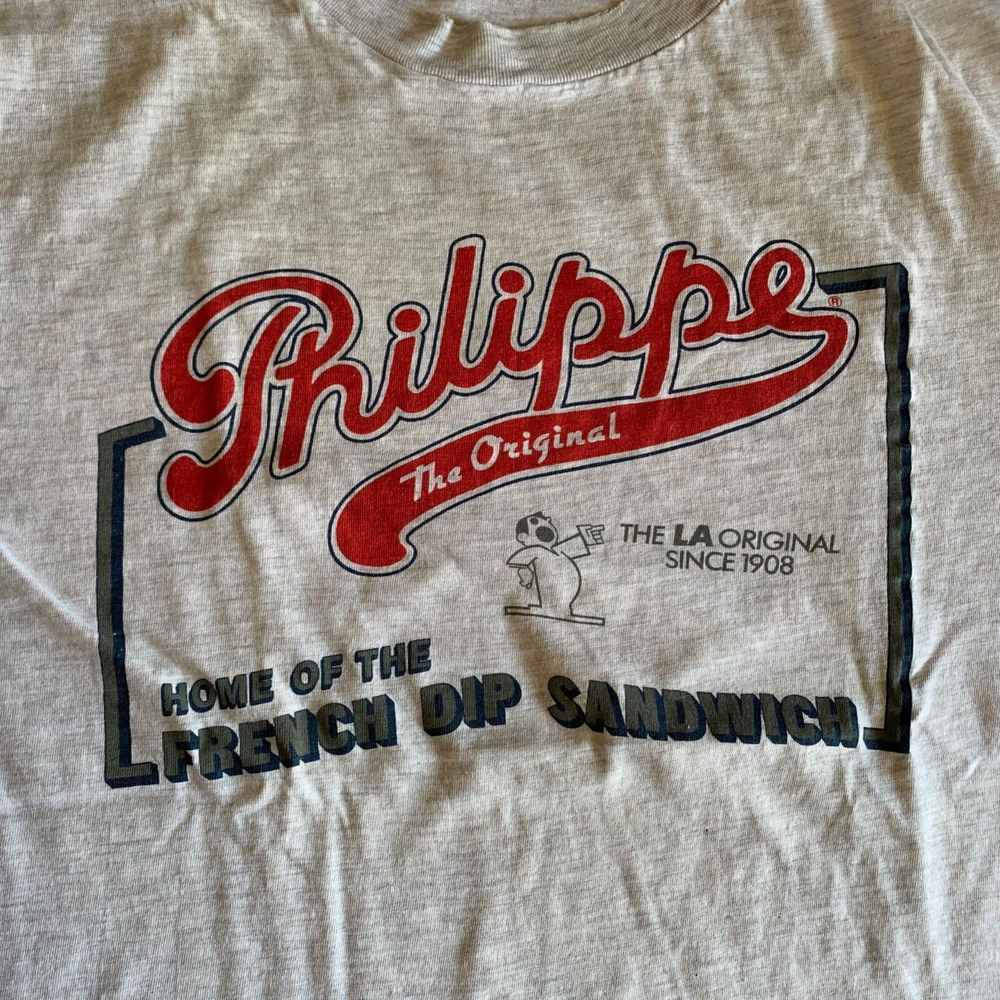 Philippe®
The Original
THE LA ORIGINAL
SINCE 1908
HOME OF THE
FRENCH DIP SANDWICH